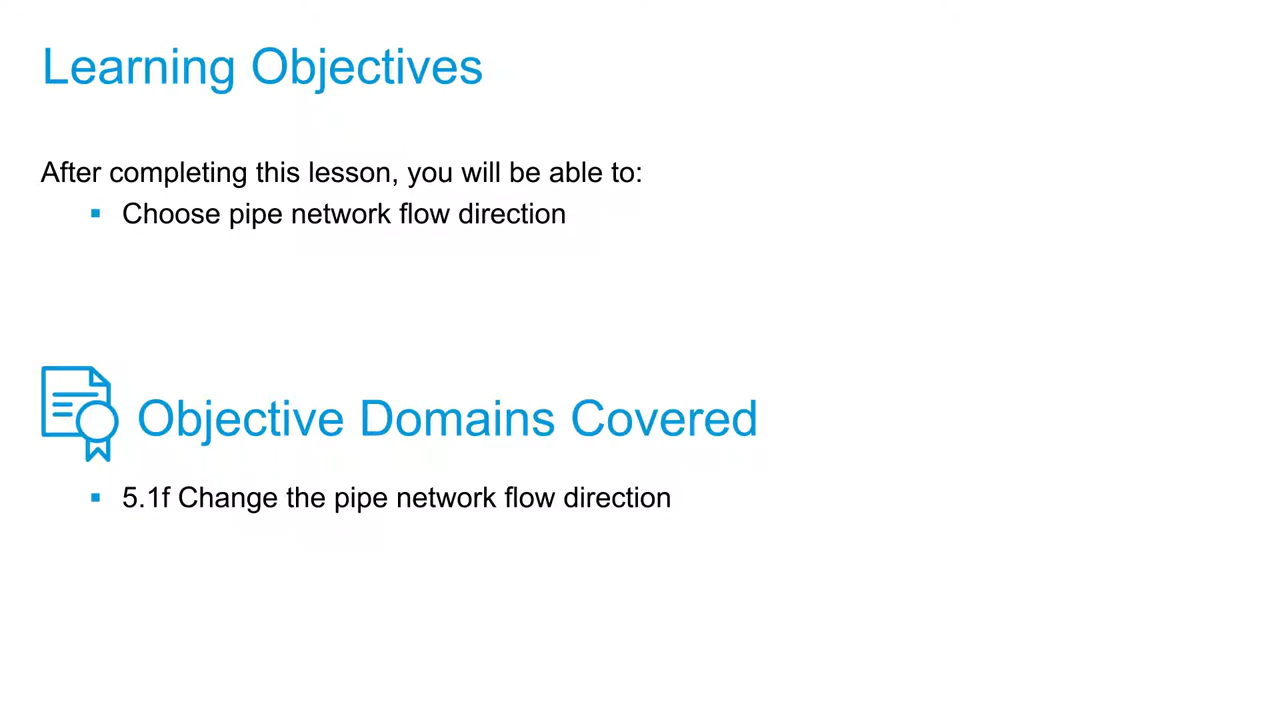 Learning Objectives
After completing this lesson, you will be able to:
▪ Choose pipe network flow direction
Objective Domains Covered
▪ 5.1f Change the pipe network flow direction